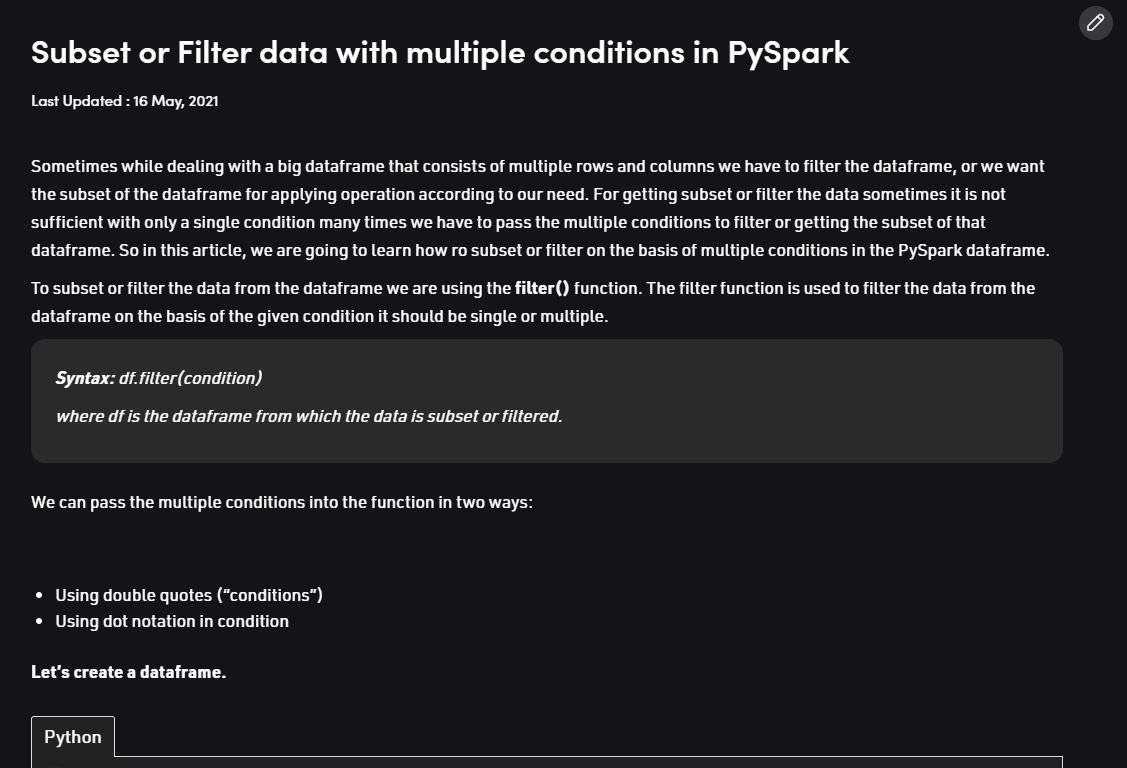 Subset or Filter data with multiple conditions in PySpark
Last Updated : 16 May, 2021
Sometimes while dealing with a big dataframe that consists of multiple rows and columns we have to filter the dataframe, or we want
the subset of the dataframe for applying operation according to our need. For getting subset or filter the data sometimes it is not
sufficient with only a single condition many times we have to pass the multiple conditions to filter or getting the subset of that
dataframe. So in this article, we are going to learn how ro subset or filter on the basis of multiple conditions in the PySpark dataframe.
To subset or filter the data from the dataframe we are using the filter() function. The filter function is used to filter the data from the
dataframe on the basis of the given condition it should be single or multiple.
Syntax: df.filter(condition)
where df is the dataframe from which the data is subset or filtered.
We can pass the multiple conditions into the function in two ways:
• Using double quotes (“conditions”)
• Using dot notation in condition
Let’s create a dataframe.
Python